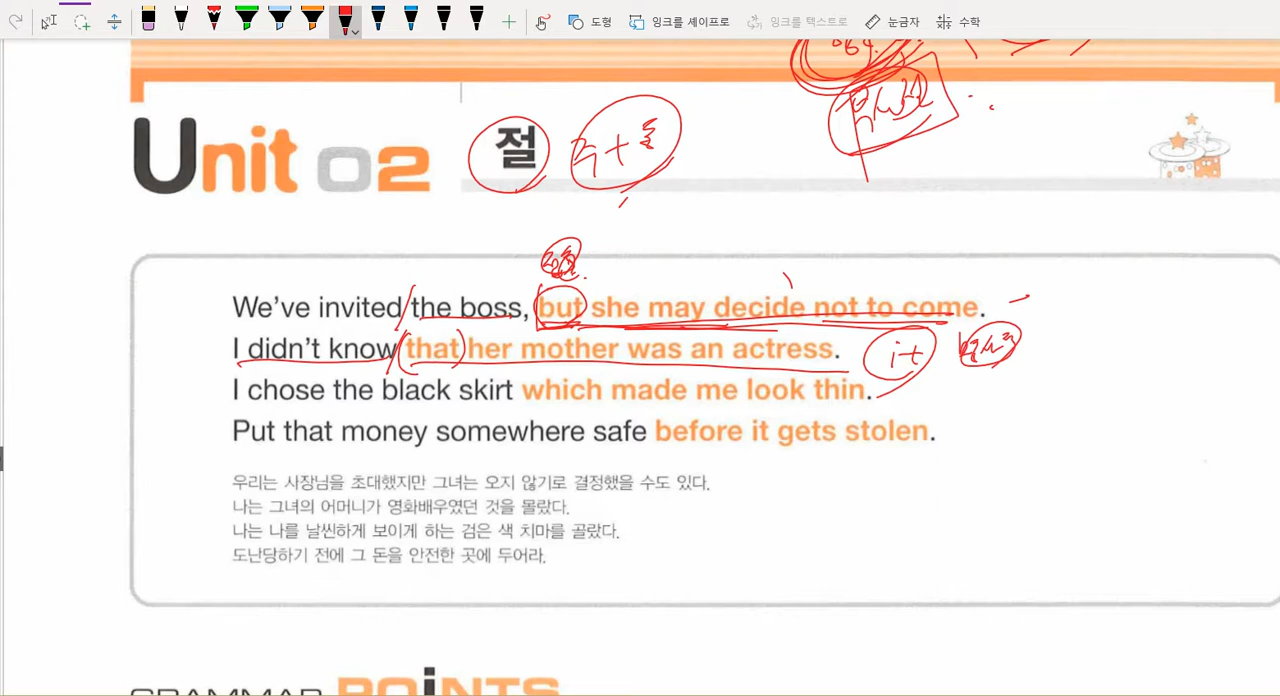 도형 잉크를 셰이프로 잉크를 텍스트로 눈금자 수학
Unit 02 절 주+동
We've invited the boss, but she may decide not to come.
I didn't know that her mother was an actress. it
I chose the black skirt which made me look thin.
Put that money somewhere safe before it gets stolen.
우리는 사장님을 초대했지만 그녀는 오지 않기로 결정했을 수도 있다.
나는 그녀의 어머니가 영화배우였던 것을 몰랐다.
나는 나를 날씬하게 보이게 하는 검은 색 치마를 골랐다.
도난당하기 전에 그 돈을 안전한 곳에 두어라.
GRAMMAR POiNTS